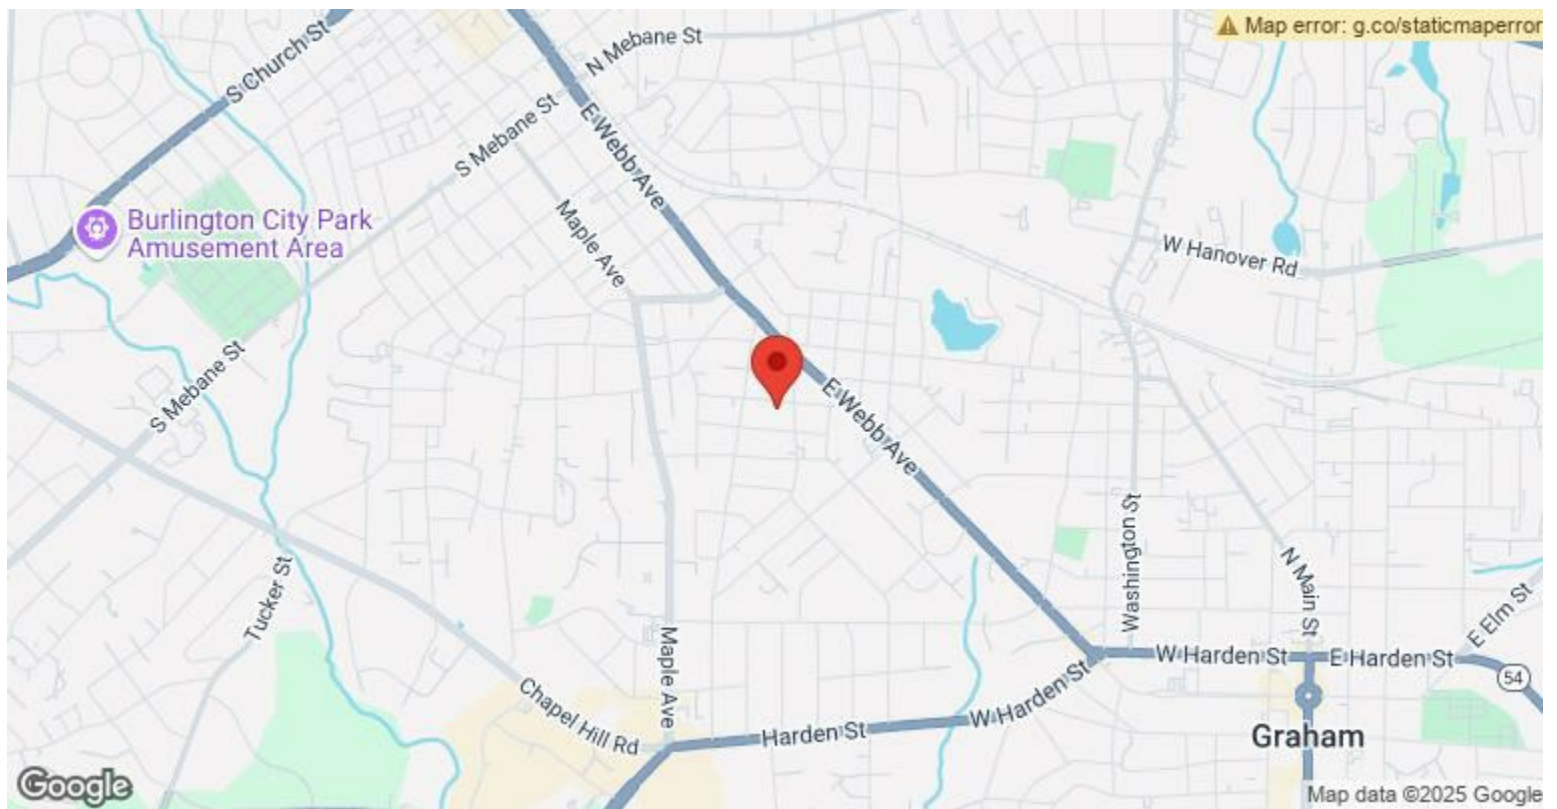 Map error: g.co/staticmaperror
S Church St
N Mebane St
S Mebane St
E Webb Ave
Burlington City Park
Amusement Area
Maple Ave
W Hanover Rd
S Mebane St
E Webb Ave
Washington St
N Main St
Tucker St
E Elm St
Maple Ave
W Harden St
E Harden St
54
Chapel Hill Rd
W Harden St
Harden St
Graham
Google
Map data ©2025 Google